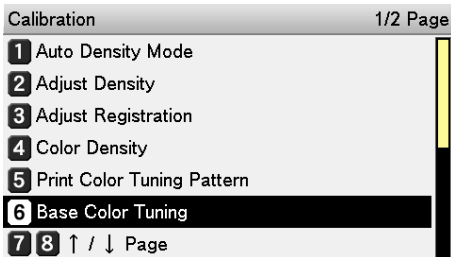 Calibration 1/2 Page
1 Auto Density Mode
2 Adjust Density
3 Adjust Registration
4 Color Density
5 Print Color Tuning Pattern
6 Base Color Tuning
7 8 ↑ / ↓ Page